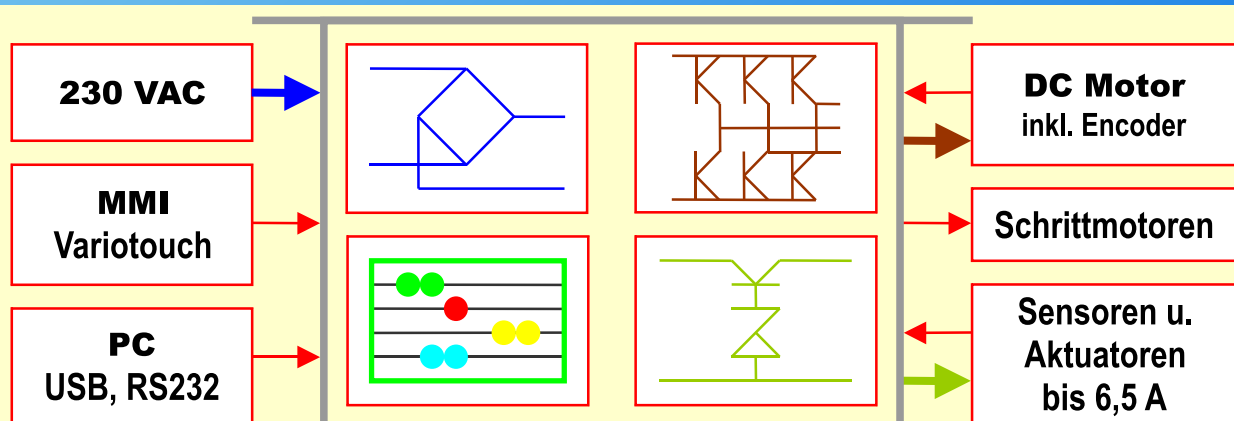 230 VAC
MMI
Variotouch
PC
USB, RS232
DC Motor
inkl. Encoder
Schrittmotoren
Sensoren u.
Aktuatoren
bis 6,5 A